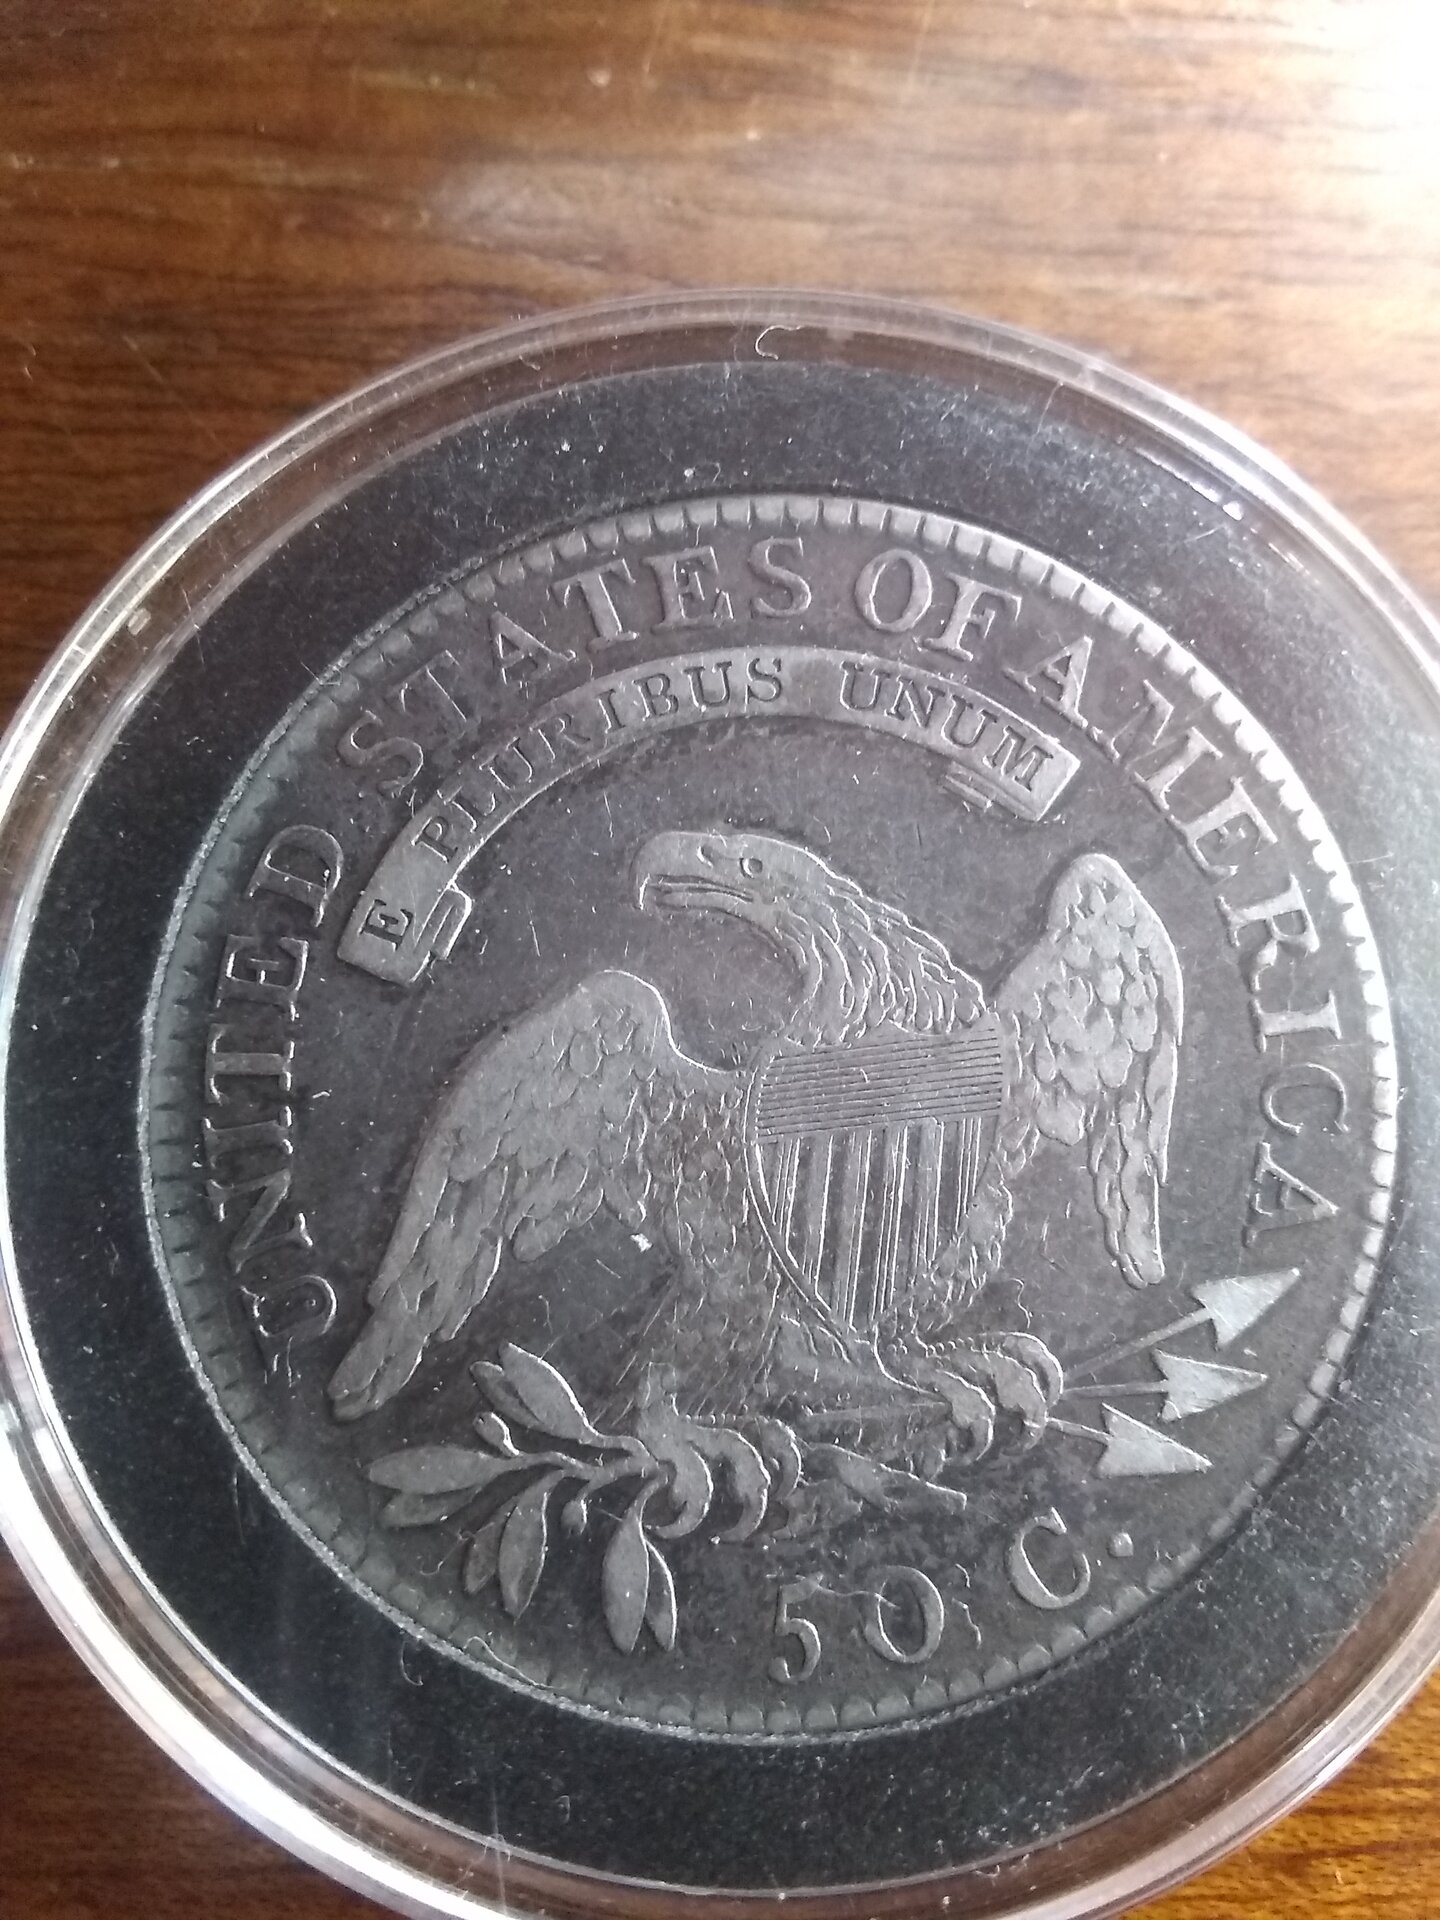 UNITED STATES OF AMERICA
E PLURIBUS UNUM
50 C.